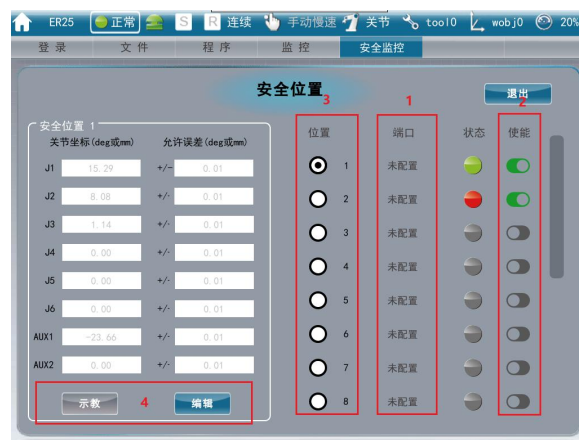 ER25 正常 S R 连续 手动慢速 关节 tool0 wobj0 20%
登录 文件 程序 监控 安全监控
安全位置
退出
3 1 2
安全位置 1
关节坐标(deg或mm) 允许误差(deg或mm)
位置 端口 状态 使能
J1 15.29 +/- 0.01
1 未配置
J2 8.08 +/- 0.01
2 未配置
J3 1.14 +/- 0.01
3 未配置
J4 0.00 +/- 0.01
4 未配置
J5 0.00 +/- 0.01
5 未配置
J6 0.00 +/- 0.01
6 未配置
AUX1 -23.66 +/- 0.01
7 未配置
AUX2 0.00 +/- 0.01
8 未配置
示教 4 编辑